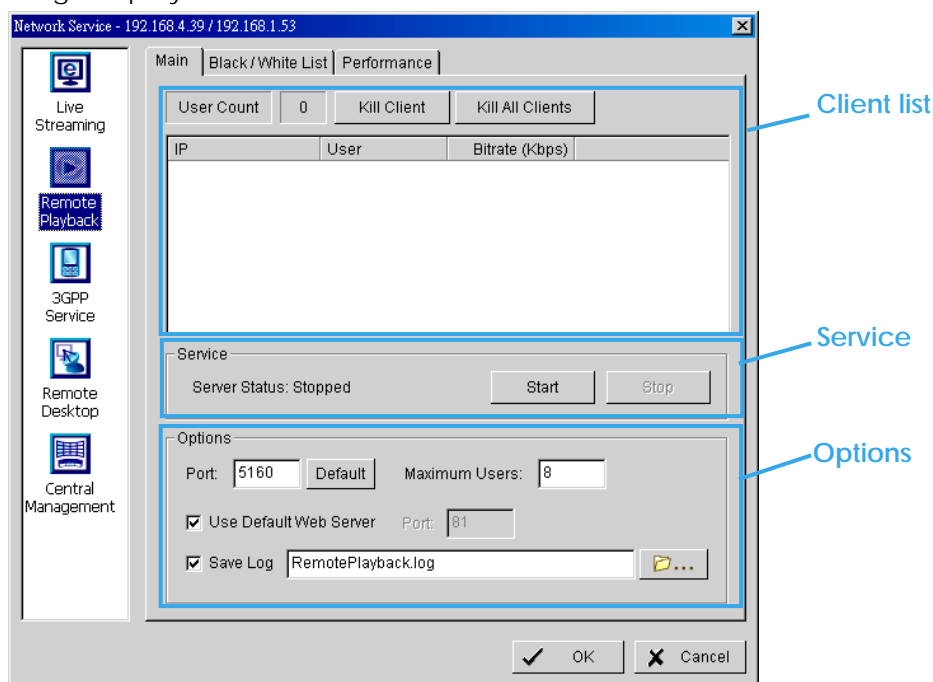 Network Service - 192.168.4.39 / 192.168.1.53
Live
Streaming
Remote
Playback
3GPP
Service
Remote
Desktop
Central
Management
Main
Black / White List
Performance
User Count 0 Kill Client Kill All Clients
IP User Bitrate (Kbps)
Client list
Service
Server Status: Stopped Start Stop
Service
Options
Port: 5160 Default Maximum Users: 8
Use Default Web Server Port: 81
Save Log RemotePlayback.log ...
Options
OK Cancel